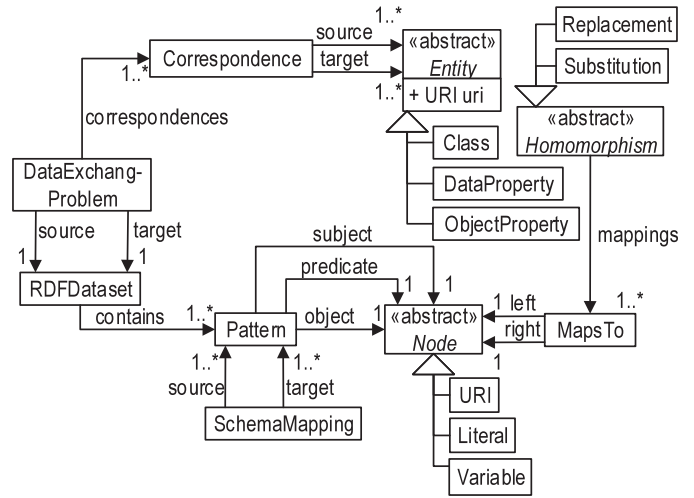 1..*
source
Correspondence
target
1..*
1..*
«abstract»
Entity
+ URI uri
Replacement
Substitution
«abstract»
Homomorphism
correspondences
Class
DataProperty
ObjectProperty
DataExchang-
Problem
source
target
1
1
RDFDataset
contains
1..*
subject
predicate
object
1
1
1
mappings
1..*
Pattern
«abstract»
Node
1
left
right
1
MapsTo
1..*
1..*
source
target
SchemaMapping
URI
Literal
Variable